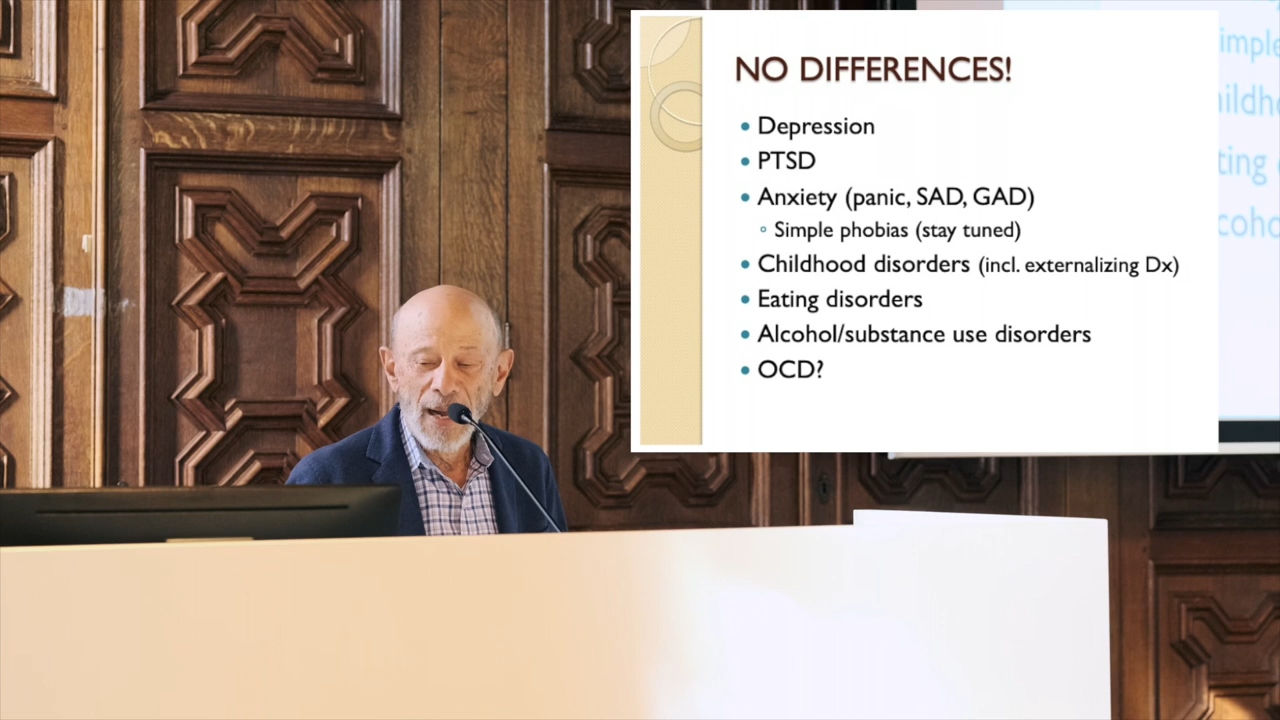 NO DIFFERENCES!
• Depression
• PTSD
• Anxiety (panic, SAD, GAD)
◦ Simple phobias (stay tuned)
• Childhood disorders (incl. externalizing Dx)
• Eating disorders
• Alcohol/substance use disorders
• OCD?